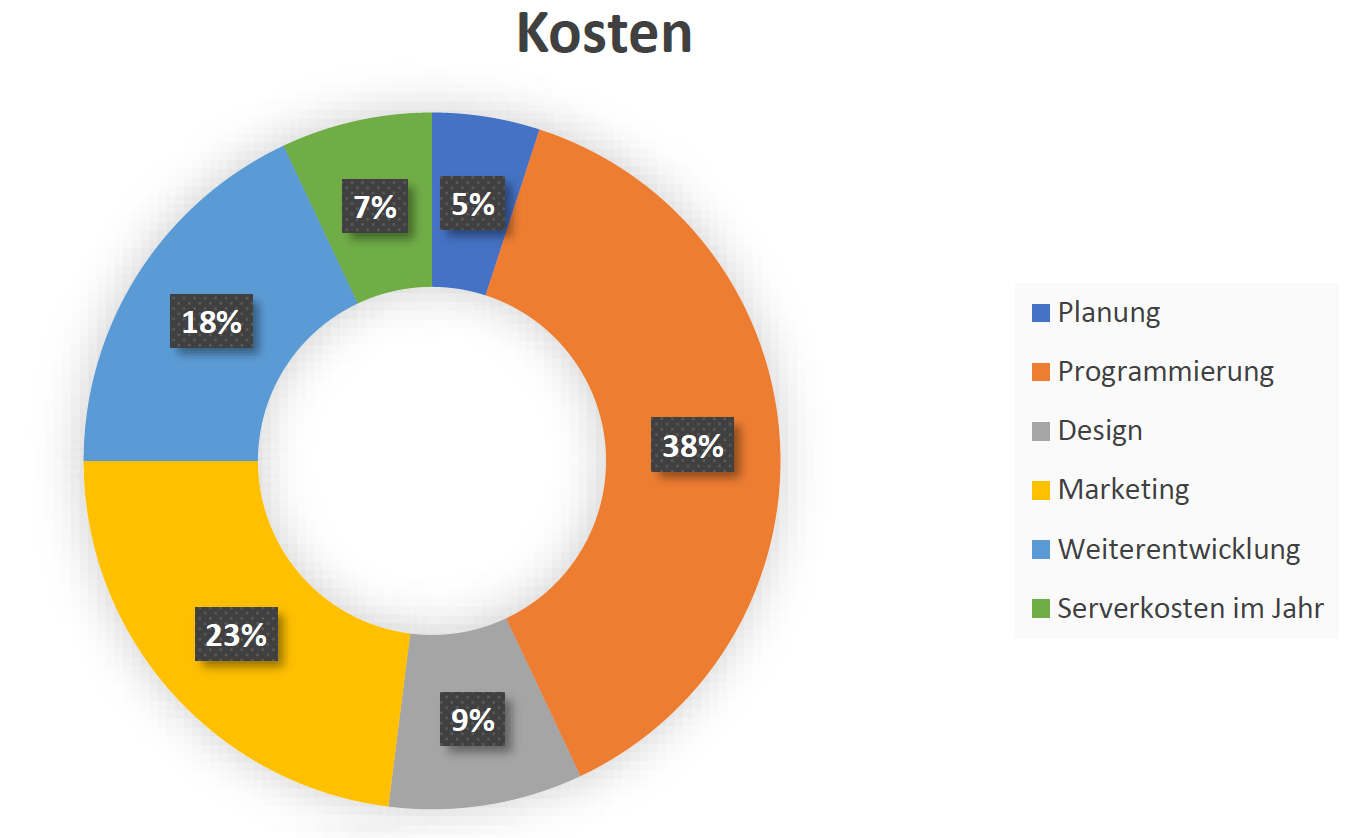 Kosten
7%
5%
18%
38%
23%
9%
Planung
Programmierung
Design
Marketing
Weiterentwicklung
Serverkosten im Jahr